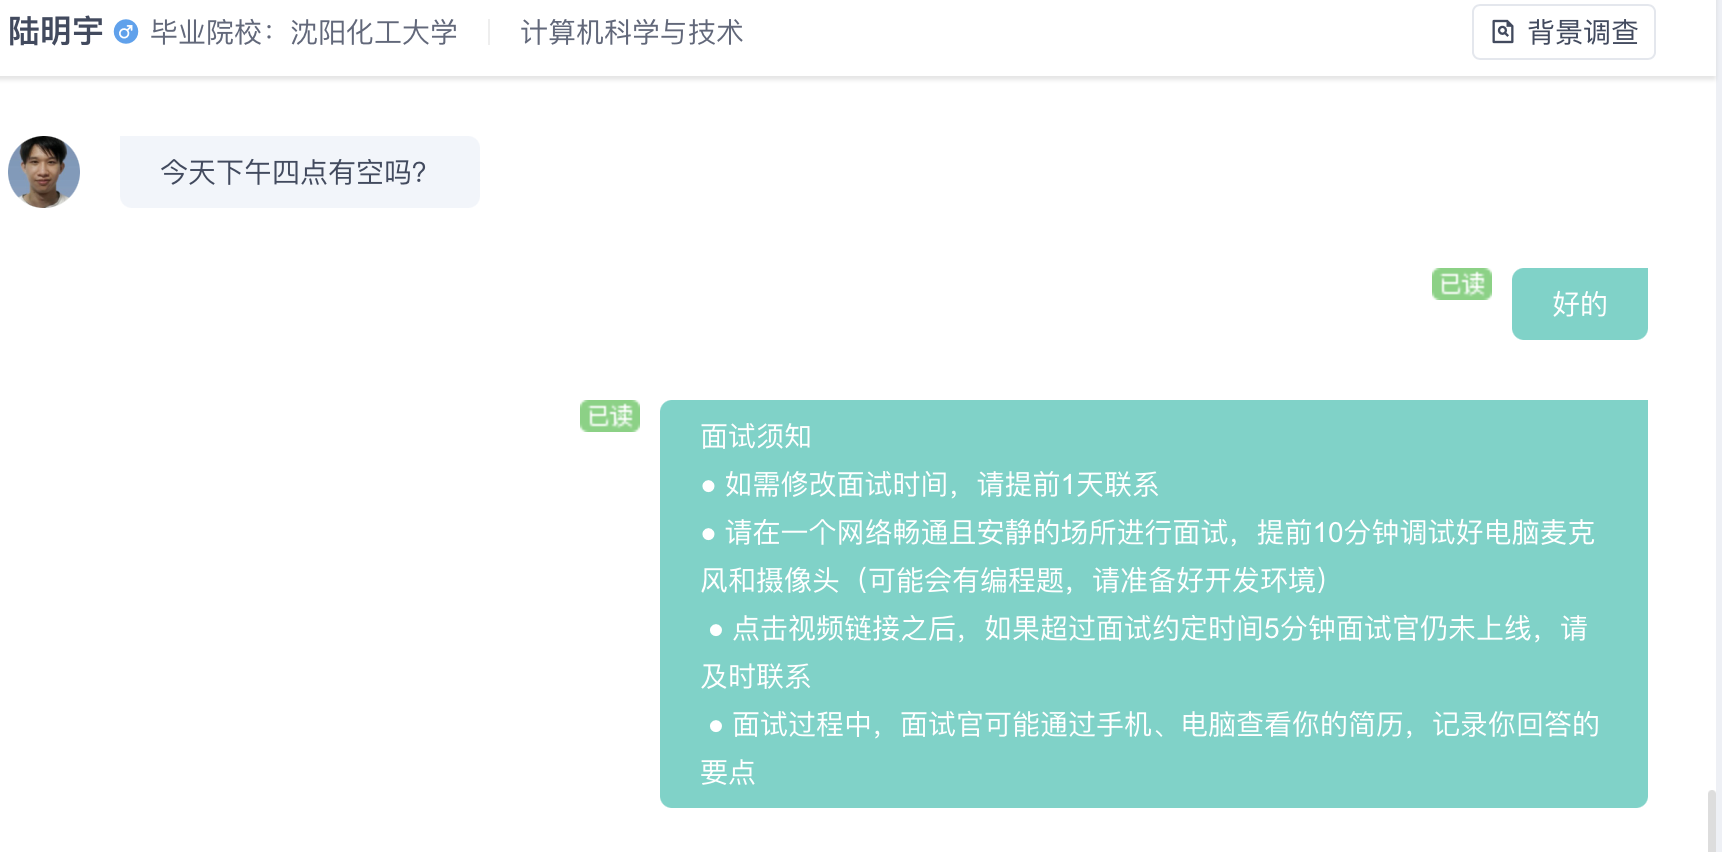 陆明宇 毕业院校：沈阳化工大学 计算机科学与技术 背景调查
今天下午四点有空吗?
已读 好的
已读
面试须知
● 如需修改面试时间，请提前1天联系
● 请在一个网络畅通且安静的场所进行面试，提前10分钟调试好电脑麦克
风和摄像头（可能会有编程题，请准备好开发环境）
● 点击视频链接之后，如果超过面试约定时间5分钟面试官仍未上线，请
及时联系
● 面试过程中，面试官可能通过手机、电脑查看你的简历，记录你回答的
要点